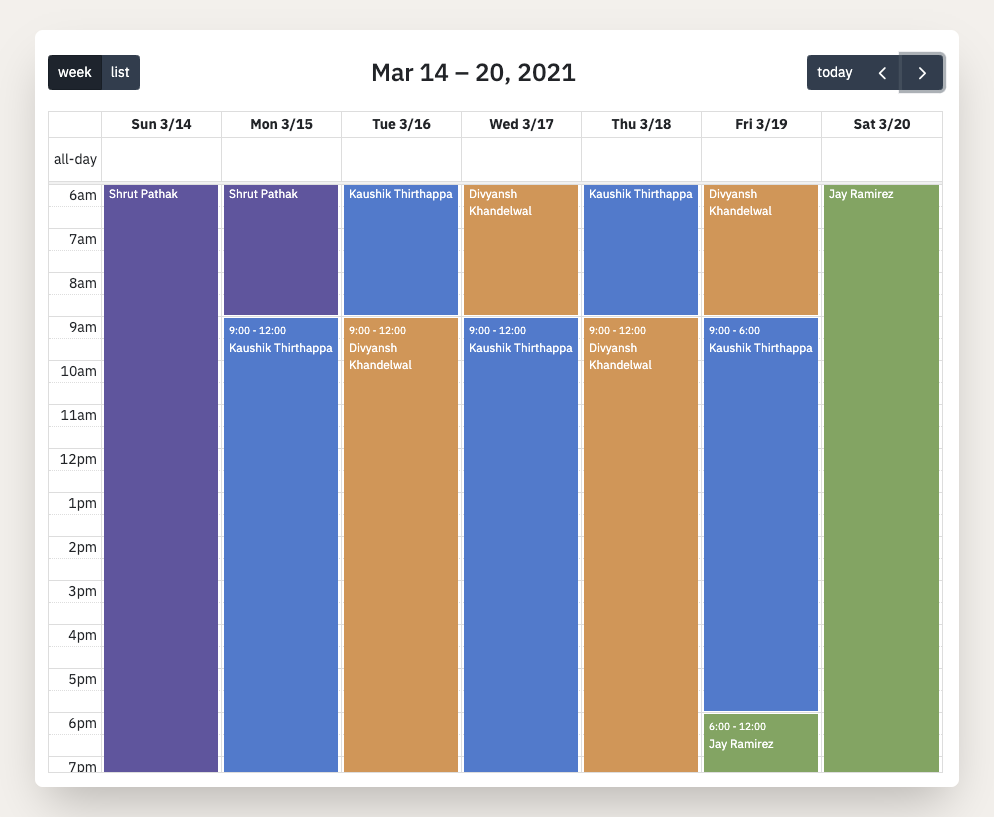 week list
Mar 14 – 20, 2021
today
Sun 3/14 Mon 3/15 Tue 3/16 Wed 3/17 Thu 3/18 Fri 3/19 Sat 3/20
all-day
6am
Shrut Pathak
Shrut Pathak
Kaushik Thirthappa
Divyansh
Khandelwal
Kaushik Thirthappa
Divyansh
Khandelwal
Jay Ramirez
7am
8am
9am
9:00 - 12:00
Kaushik Thirthappa
9:00 - 12:00
Divyansh
Khandelwal
9:00 - 12:00
Kaushik Thirthappa
9:00 - 12:00
Divyansh
Khandelwal
9:00 - 6:00
Kaushik Thirthappa
10am
11am
12pm
1pm
2pm
3pm
4pm
5pm
6pm
6:00 - 12:00
Jay Ramirez
7pm